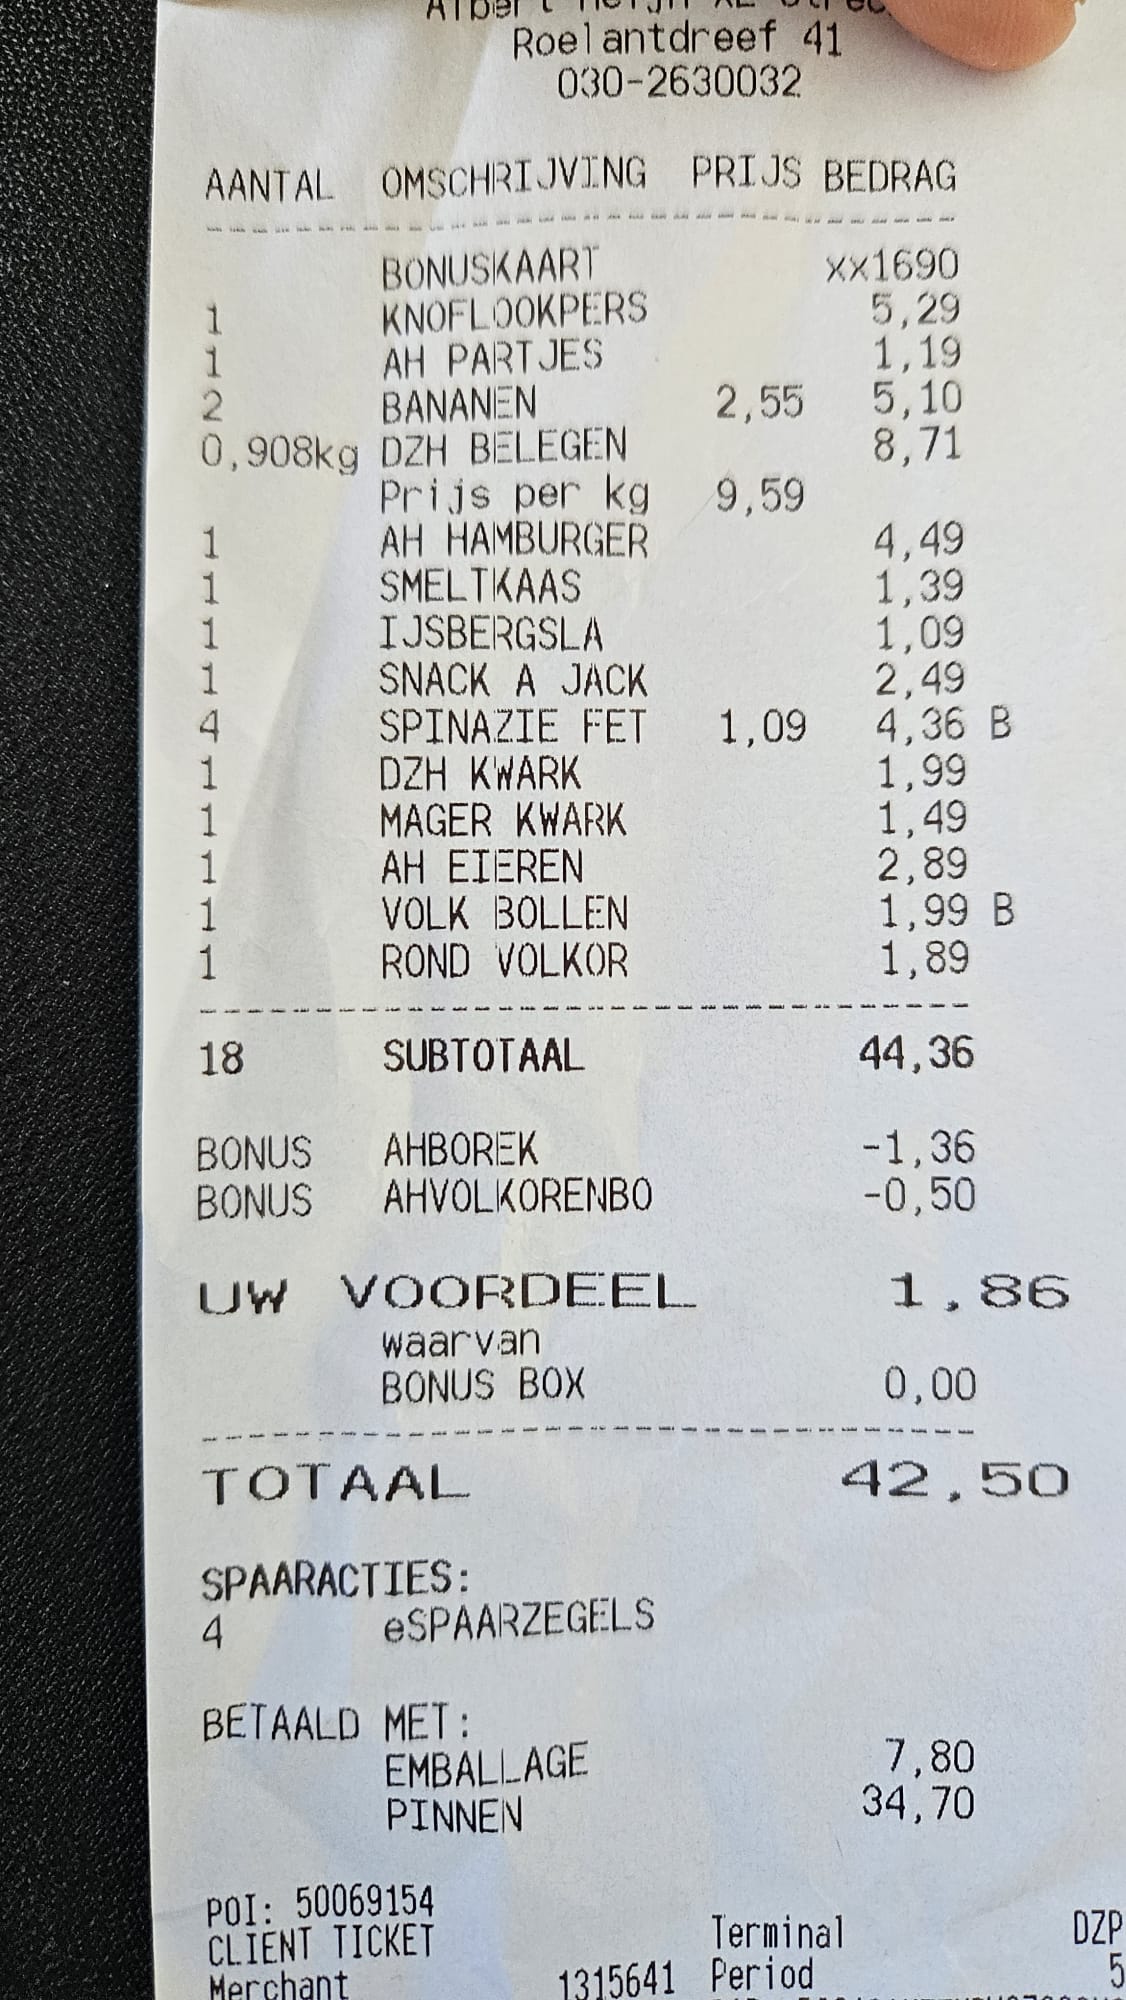 Albert Heijn XL
Roelantdreef 41
030-2630032
AANTAL OMSCHRIJVING PRIJS BEDRAG
BONUSKAART xx1690
1 KNOFLOOKPERS 5,29
1 AH PARTJES 1,19
2 BANANEN 2,55 5,10
0,908kg DZH BELEGEN 8,71
Prijs per kg 9,59
1 AH HAMBURGER 4,49
1 SMELTKAAS 1,39
1 IJSBERGSLA 1,09
1 SNACK A JACK 2,49
4 SPINAZIE FET 1,09 4,36 B
1 DZH KWARK 1,99
1 MAGER KWARK 1,49
1 AH EIEREN 2,89
1 VOLK BOLLEN 1,99 B
1 ROND VOLKOR 1,89
18 SUBTOTAAL 44,36
BONUS AHBOREK -1,36
BONUS AHVOLKORENBO -0,50
UW VOORDEEL 1,86
waarvan
BONUS BOX 0,00
TOTAAL 42,50
SPAARACTIES:
4 eSPAARZEGELS
BETAALD MET:
EMBALLAGE 7,80
PINNEN 34,70
POI: 50069154
CLIENT TICKET
Terminal DZP
Merchant 1315641 Period 5